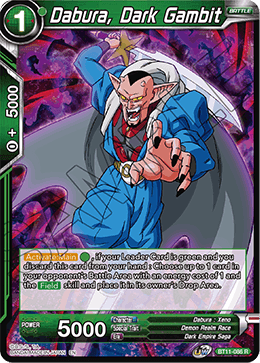 1
Dabura, Dark Gambit
BATTLE
+ 5000
Activate Main , if your Leader Card is green and you
discard this card from your hand : Choose up to 1 card in
your opponent's Battle Area with an energy cost of 1 and
the Field skill and place it in its owner's Drop Area.
POWER
5000
Character
Special Trait
Era
Dabura : Xeno
Demon Realm Race
Dark Empire Saga
BT11-086 R